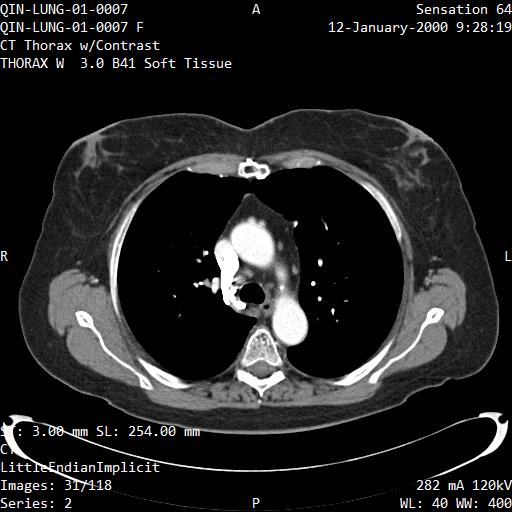 QIN-LUNG-01-0007
A
Sensation 64
QIN-LUNG-01-0007 F
12-January-2000 9:28:19
CT Thorax w/Contrast
THORAX W 3.0 B41 Soft Tissue
R
L
ST: 3.00 mm SL: 254.00 mm
LittleEndianImplicit
Images: 31/118
282 mA 120kV
Series: 2
P
WL: 40 WW: 400